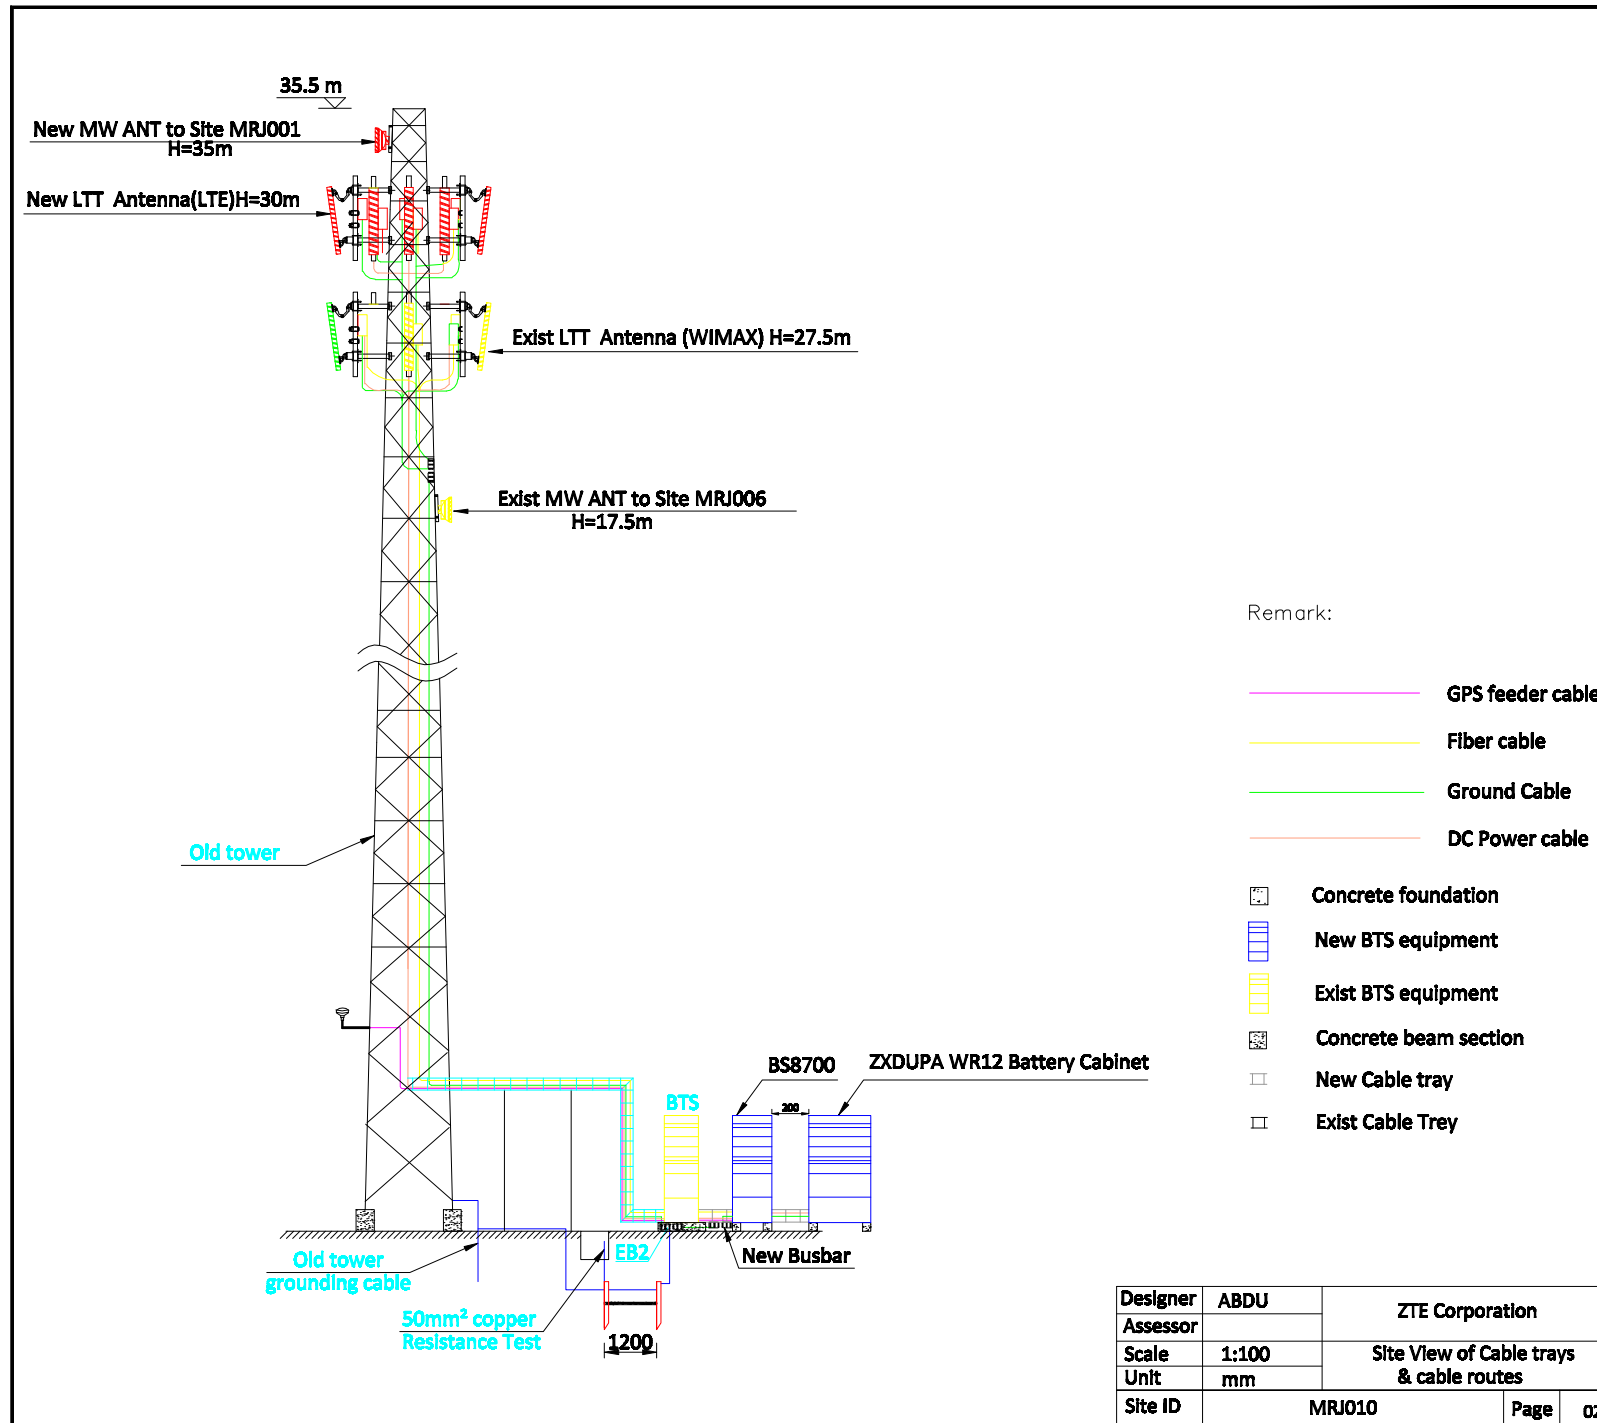 35.5 m
New MW ANT to Site MRJ001
H=35m
New LTT Antenna(LTE)H=30m
Exist LTT Antenna (WIMAX) H=27.5m
Exist MW ANT to Site MRJ006
H=17.5m
Remark:
GPS feeder cable
Fiber cable
Ground Cable
DC Power cable
Old tower
Concrete foundation
New BTS equipment
Exist BTS equipment
Concrete beam section
New Cable tray
Exist Cable Trey
BS8700
ZXDUPA WR12 Battery Cabinet
BTS
200
EB2
New Busbar
Old tower
grounding cable
50mm² copper
Resistance Test
1200
Designer ABDU
ZTE Corporation
Assessor
Scale 1:100
Site View of Cable trays
& cable routes
Unit mm
Site ID MRJ010 Page 02